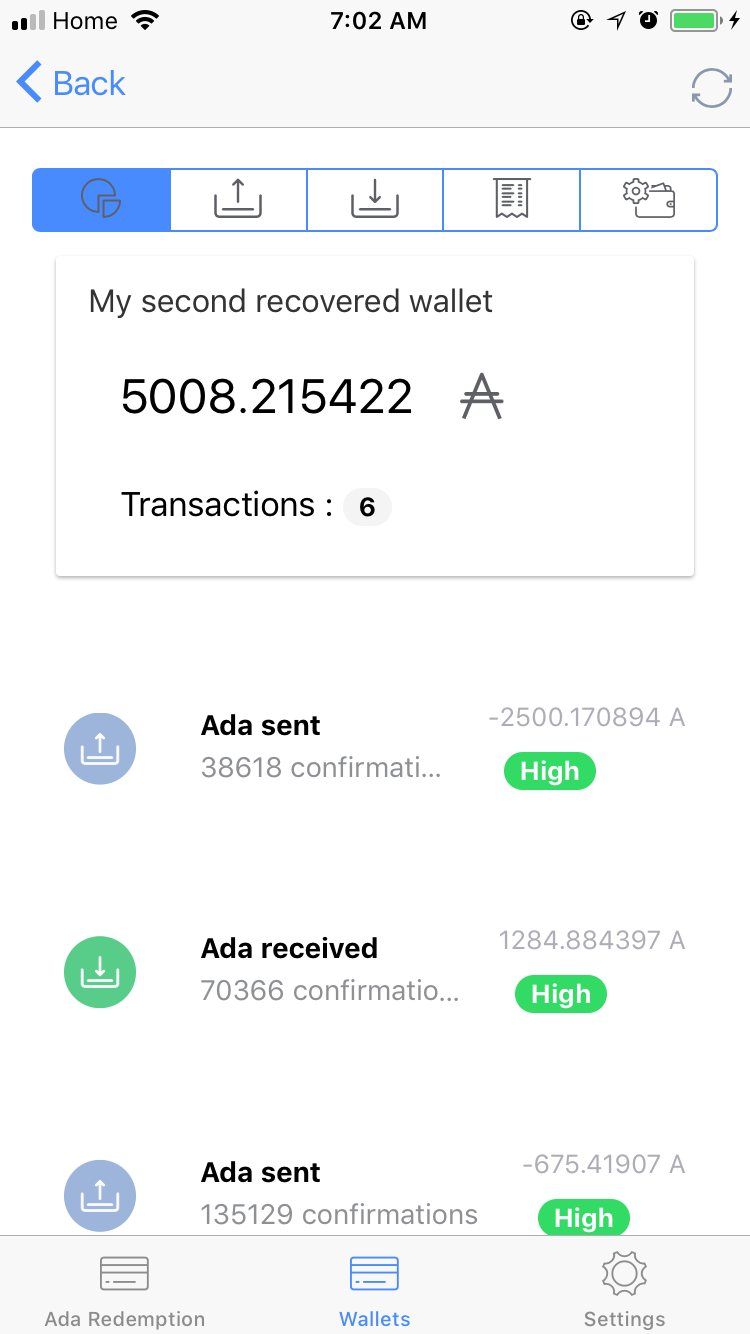 Home 7:02 AM
Back
My second recovered wallet
5008.215422
Transactions : 6
Ada sent -2500.170894 A
38618 confirmati... High
Ada received 1284.884397 A
70366 confirmatio... High
Ada sent -675.41907 A
135129 confirmations High
Ada Redemption Wallets Settings